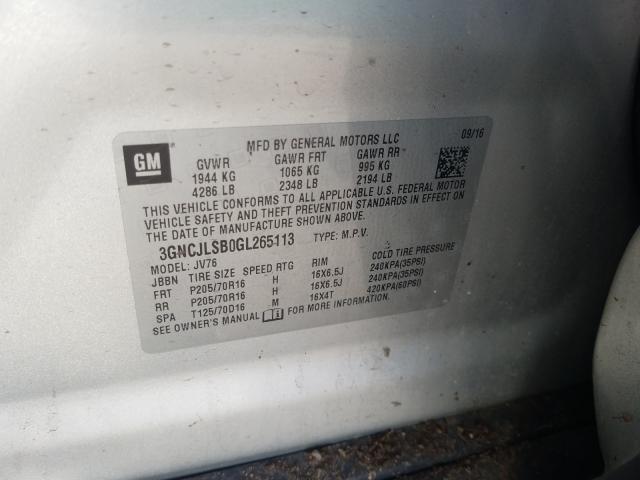 MFD BY GENERAL MOTORS LLC 09/16
GM
GVWR GAWR FRT GAWR RR
1944 KG 1065 KG 995 KG
4286 LB 2348 LB 2194 LB
THIS VEHICLE CONFORMS TO ALL APPLICABLE U.S. FEDERAL MOTOR
VEHICLE SAFETY AND THEFT PREVENTION STANDARDS IN EFFECT ON
THE DATE OF MANUFACTURE SHOWN ABOVE.
3GNCJLSB0GL265113 TYPE: M.P.V.
MODEL: JV76
JBBN TIRE SIZE SPEED RTG RIM COLD TIRE PRESSURE
FRT P205/70R16 H 16X6.5J 240KPA(35PSI)
RR P205/70R16 H 16X6.5J 240KPA(35PSI)
SPA T125/70D16 M 16X4T 420KPA(60PSI)
SEE OWNER'S MANUAL FOR MORE INFORMATION.